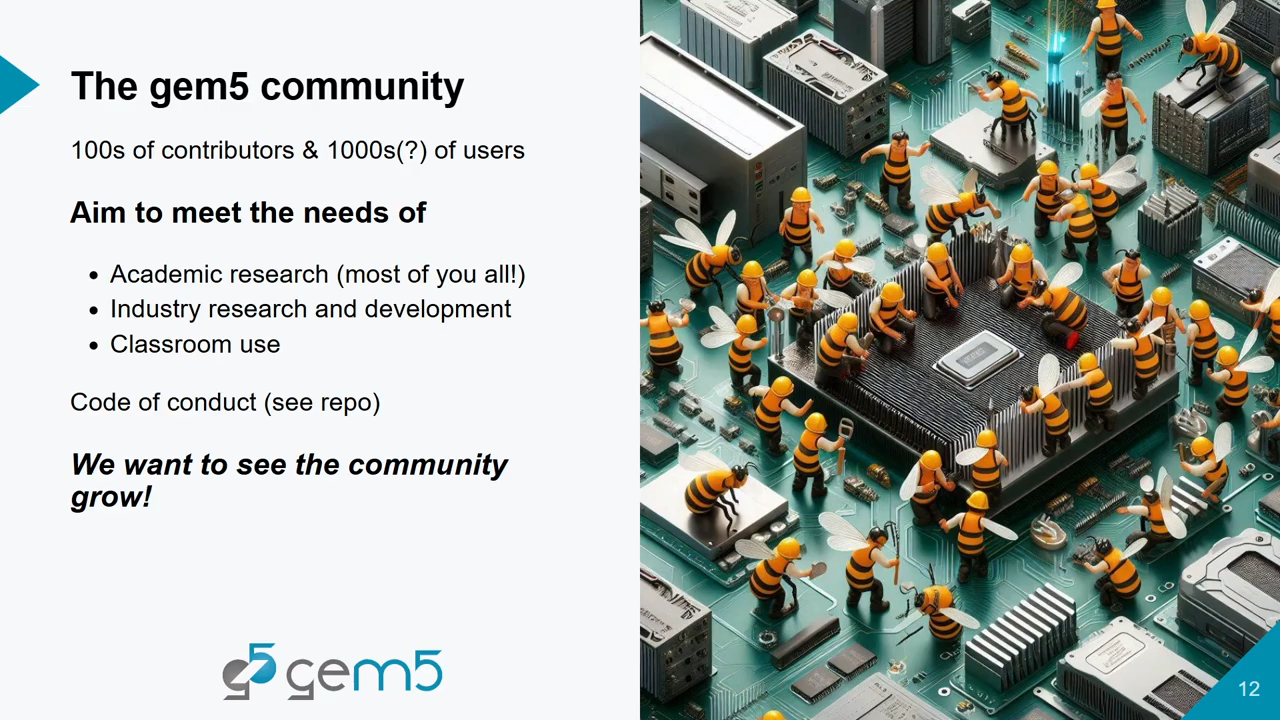 The gem5 community
100s of contributors & 1000s(?) of users
Aim to meet the needs of
• Academic research (most of you all!)
• Industry research and development
• Classroom use
Code of conduct (see repo)
We want to see the community
grow!
g5 gem5
12